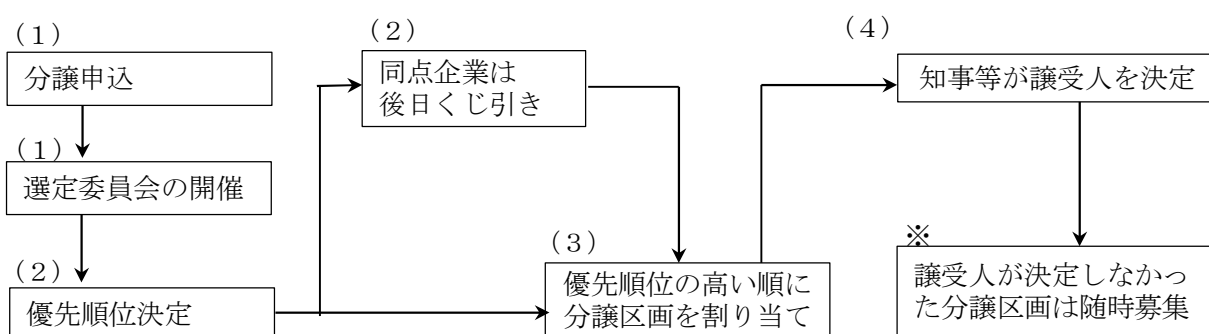 （１）
分譲申込
（１）
選定委員会の開催
（２）
優先順位決定
（２）
同点企業は
後日くじ引き
（３）
優先順位の高い順に
分譲区画を割り当て
（４）
知事等が譲受人を決定
※
譲受人が決定しなかっ
た分譲区画は随時募集